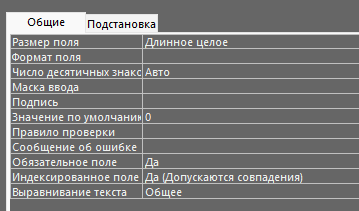 Общие Подстановка
Размер поля Длинное целое
Формат поля
Число десятичных знако Авто
Маска ввода
Подпись
Значение по умолчани 0
Правило проверки
Сообщение об ошибке
Обязательное поле Да
Индексированное поле Да (Допускаются совпадения)
Выравнивание текста Общее